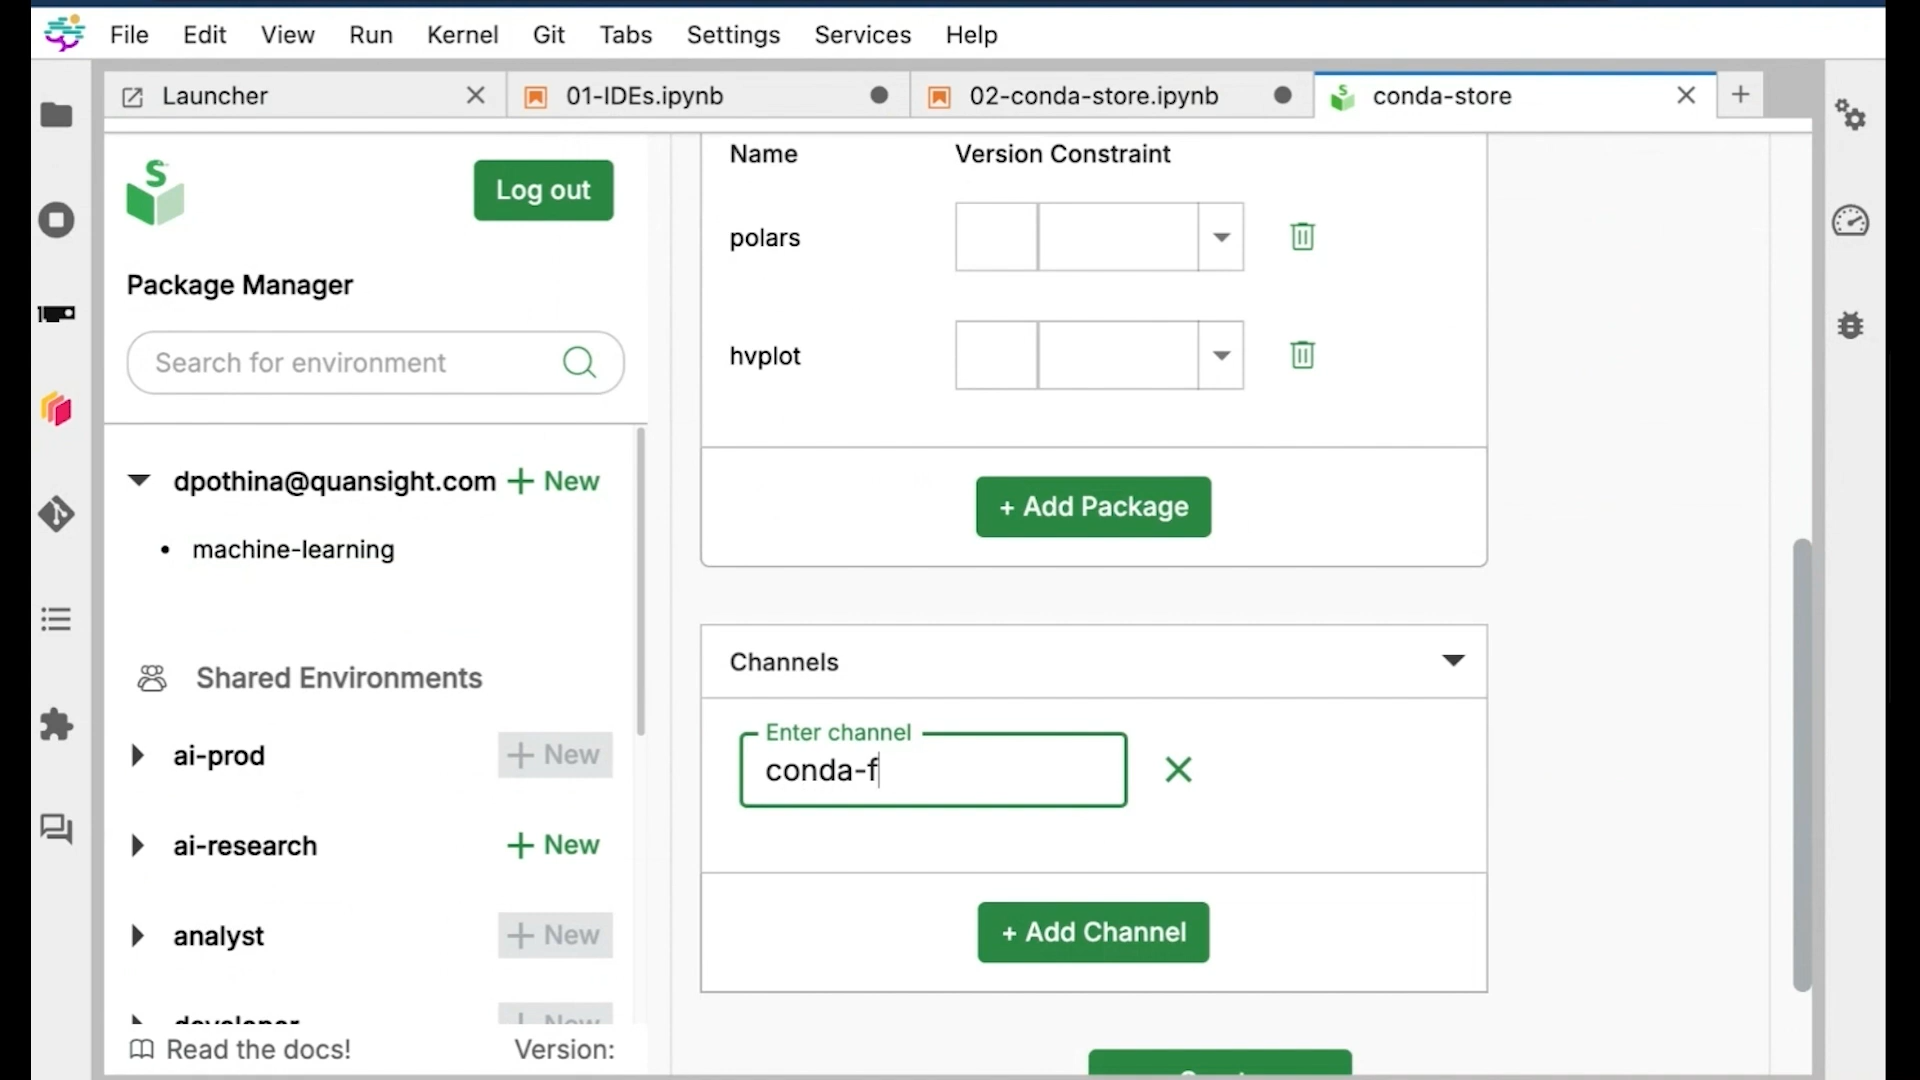 File Edit View Run Kernel Git Tabs Settings Services Help
Launcher 01-IDEs.ipynb 02-conda-store.ipynb conda-store
Log out
Package Manager
Search for environment
dpothina@quansight.com + New
• machine-learning
Shared Environments
ai-prod + New
ai-research + New
analyst + New
developer + New
Read the docs! Version:
Name Version Constraint
polars
hvplot
+ Add Package
Channels
Enter channel
conda-f
+ Add Channel